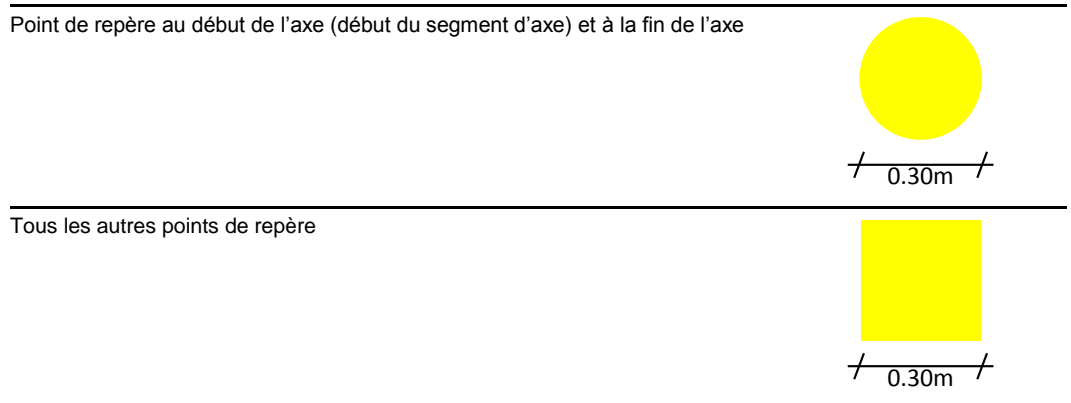 Point de repère au début de l’axe (début du segment d’axe) et à la fin de l’axe
0.30m
Tous les autres points de repère
0.30m